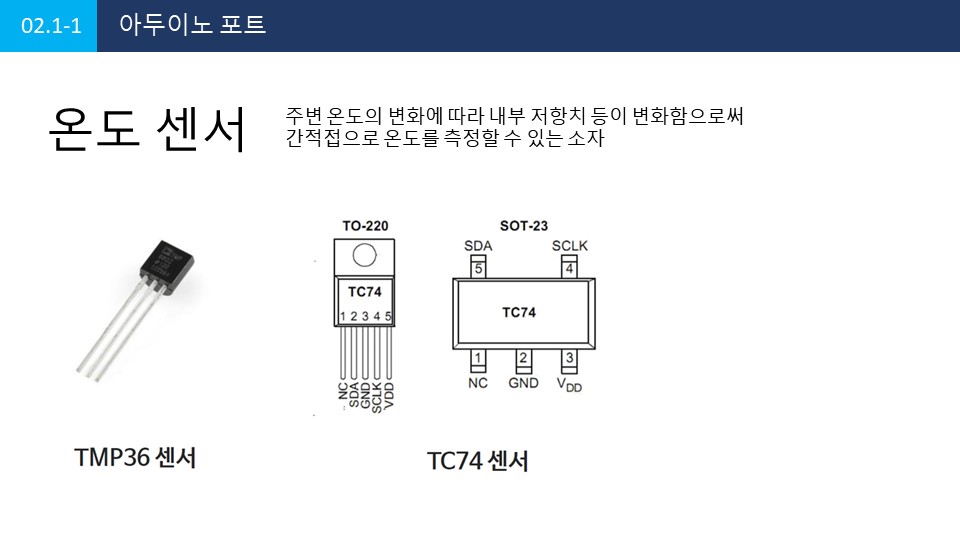 02.1-1 아두이노 포트
온도 센서
주변 온도의 변화에 따라 내부 저항치 등이 변화함으로써
간적접으로 온도를 측정할 수 있는 소자
TO-220
TC74
1 2 3 4 5
NC
SDA
GND
SCLK
VDD
SOT-23
SDA SCLK
5 4
TC74
1 2 3
NC GND VDD
TMP36 센서
TC74 센서